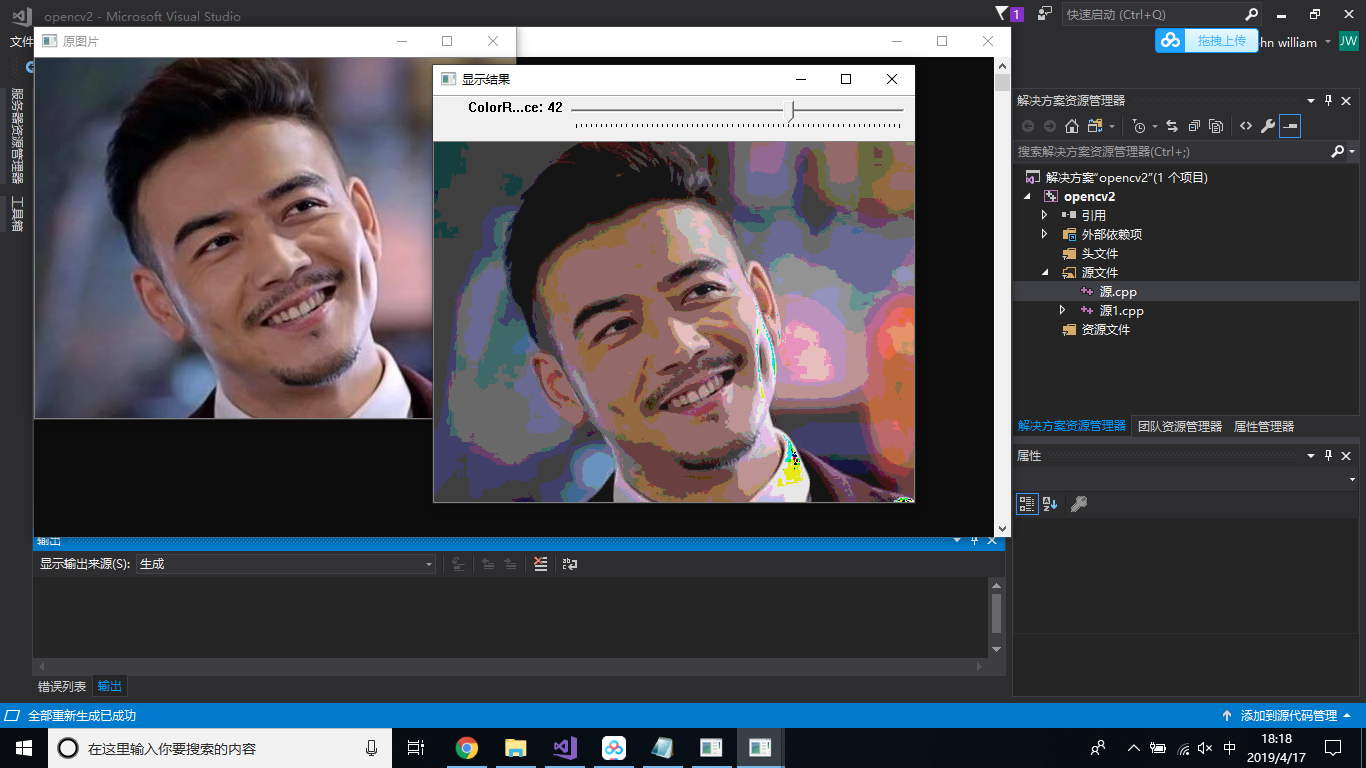 opencv2 - Microsoft Visual Studio
1
快速启动 (Ctrl+Q)
文件
原图片
拖拽上传
hn william
JW
显示结果
ColorR...ce: 42
服务器资源管理器
工具箱
解决方案资源管理器
搜索解决方案资源管理器(Ctrl+;)
解决方案"opencv2"(1 个项目)
opencv2
引用
外部依赖项
头文件
源文件
源.cpp
源1.cpp
资源文件
解决方案资源管理器
团队资源管理器
属性管理器
属性
输出
显示输出来源(S):
生成
错误列表
输出
全部重新生成已成功
添加到源代码管理
在这里输入你要搜索的内容
中
18:18
2019/4/17